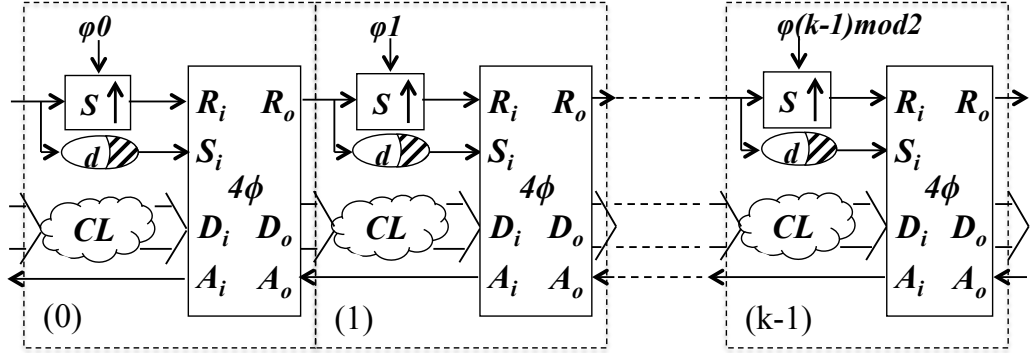 φ0
φ1
φ(k-1)mod2
S
R_i R_o
S
R_i R_o
S
R_i R_o
d
S_i
d
S_i
d
S_i
4ϕ
4ϕ
4ϕ
CL
D_i D_o
CL
D_i D_o
CL
D_i D_o
A_i A_o
A_i A_o
A_i A_o
(0)
(1)
(k-1)